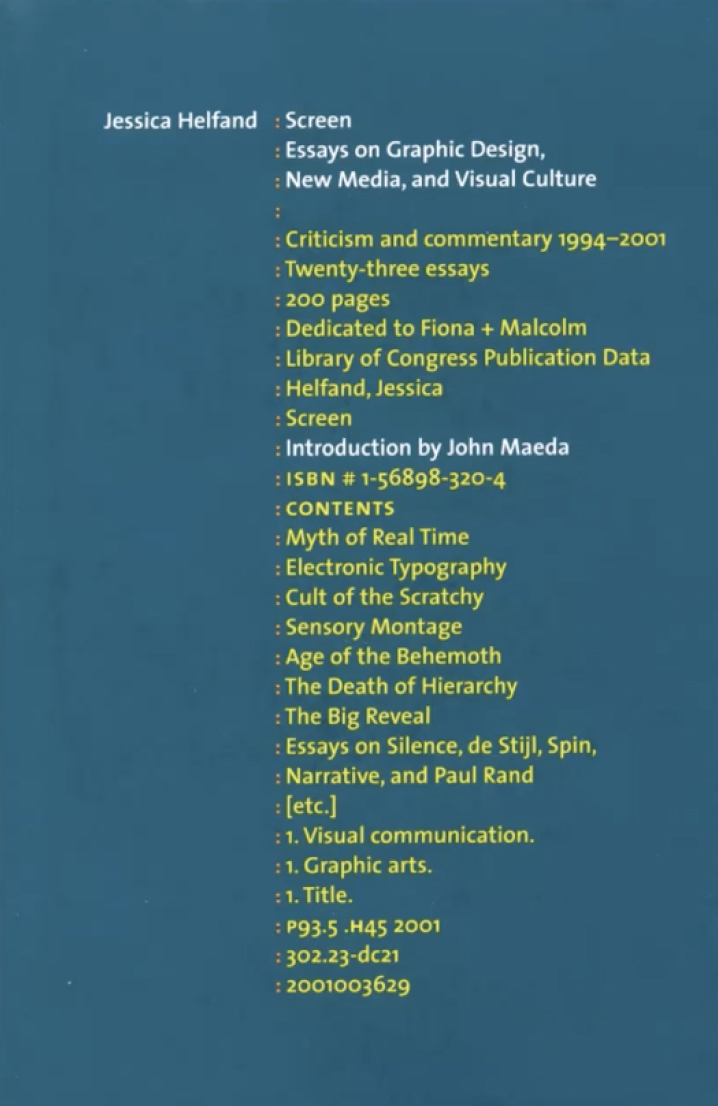 Jessica Helfand : Screen
: Essays on Graphic Design,
: New Media, and Visual Culture
:
: Criticism and commentary 1994–2001
: Twenty-three essays
: 200 pages
: Dedicated to Fiona + Malcolm
: Library of Congress Publication Data
: Helfand, Jessica
: Screen
: Introduction by John Maeda
: ISBN # 1-56898-320-4
: CONTENTS
: Myth of Real Time
: Electronic Typography
: Cult of the Scratchy
: Sensory Montage
: Age of the Behemoth
: The Death of Hierarchy
: The Big Reveal
: Essays on Silence, de Stijl, Spin,
: Narrative, and Paul Rand
: [etc.]
: 1. Visual communication.
: 1. Graphic arts.
: 1. Title.
: P93.5 .H45 2001
: 302.23-dc21
: 2001003629